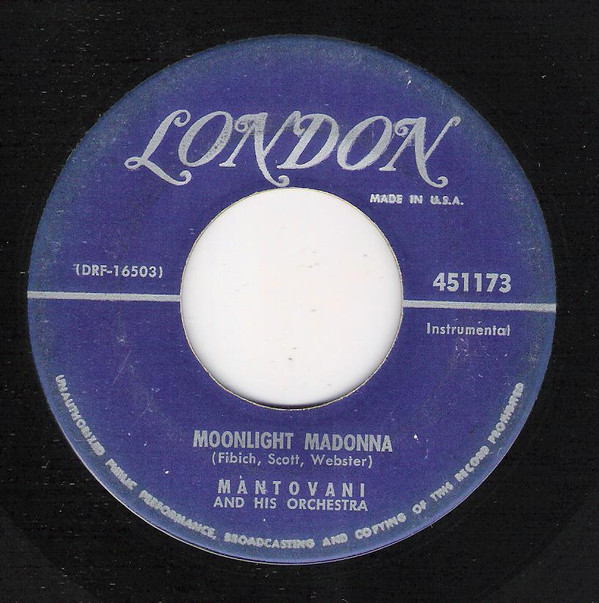 LONDON
MADE IN U.S.A.
(DRF-16503)
451173
Instrumental
MOONLIGHT MADONNA
(Fibich, Scott, Webster)
MANTOVANI
AND HIS ORCHESTRA
UNAUTHORIZED PUBLIC PERFORMANCE, BROADCASTING AND COPYING OF THIS RECORD PROHIBITED